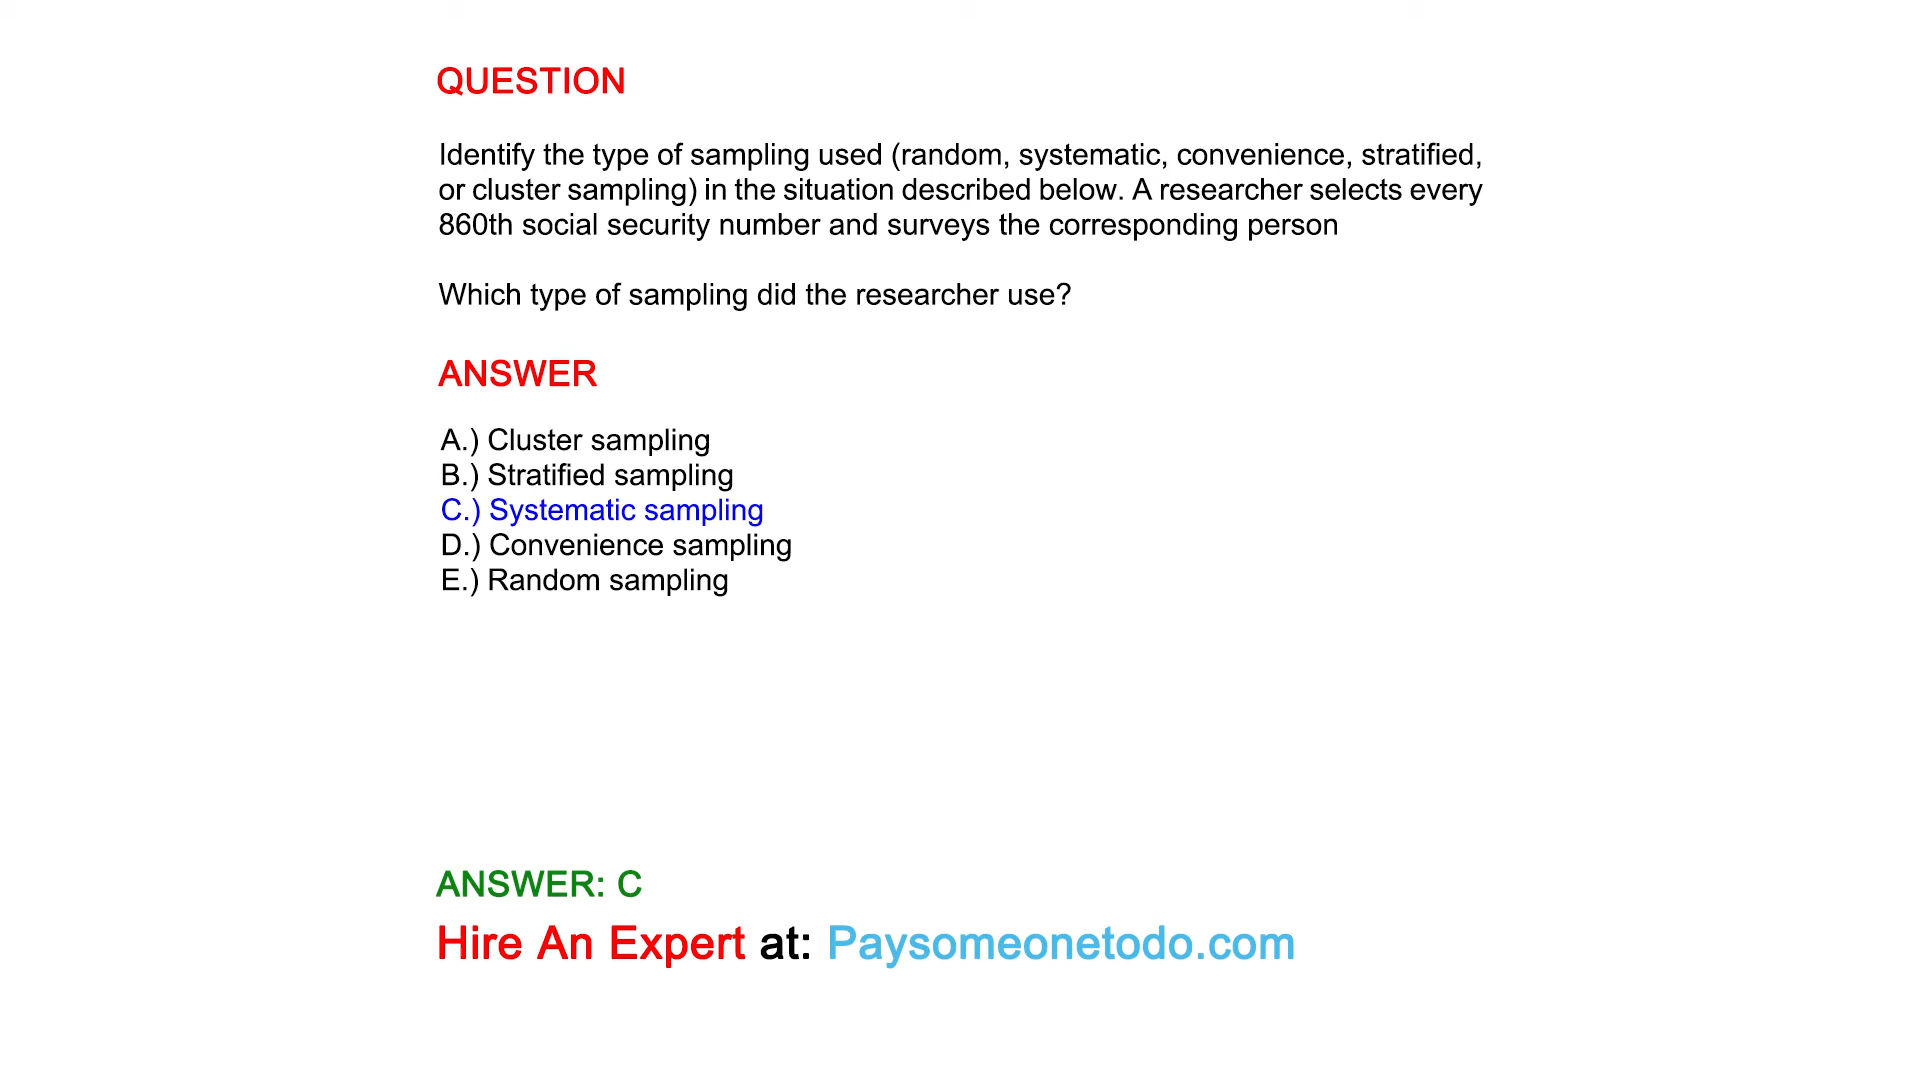 QUESTION
Identify the type of sampling used (random, systematic, convenience, stratified,
or cluster sampling) in the situation described below. A researcher selects every
860th social security number and surveys the corresponding person
Which type of sampling did the researcher use?
ANSWER
A.) Cluster sampling
B.) Stratified sampling
C.) Systematic sampling
D.) Convenience sampling
E.) Random sampling
ANSWER: C
Hire An Expert at: Paysomeonetodo.com